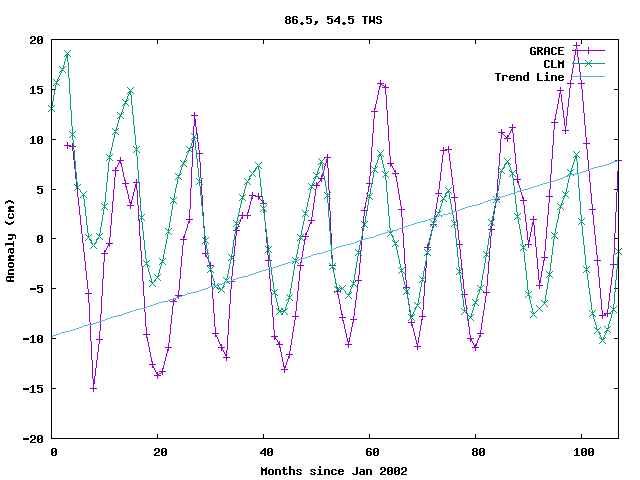 86.5, 54.5 TWS
GRACE
CLM
Trend Line
Anomaly (cm)
20
15
10
5
0
-5
-10
-15
-20
0 20 40 60 80 100
Months since Jan 2002